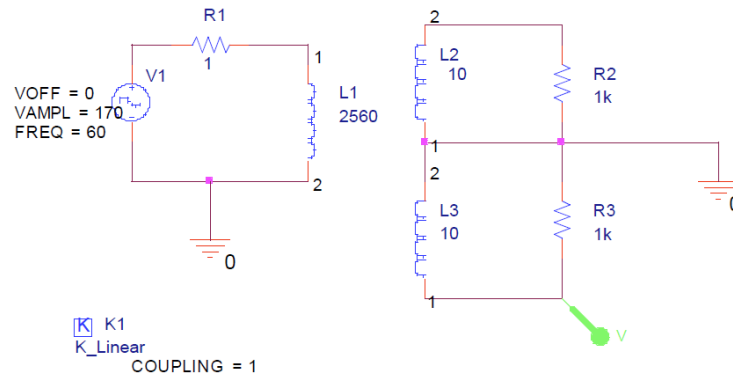 R1
1
V1
VOFF = 0
VAMPL = 170
FREQ = 60
1
L1
2560
2
0
2
L2
10
1
R2
1k
2
L3
10
1
R3
1k
0
V
K K1
K_Linear
COUPLING = 1